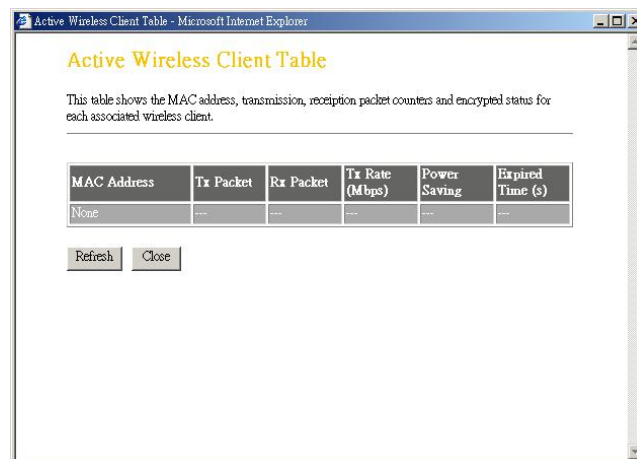 Active Wireless Client Table - Microsoft Internet Explorer
Active Wireless Client Table
This table shows the MAC address, transmission, receiption packet counters and encrypted status for
each associated wireless client.
MAC Address Tx Packet Rx Packet Tx Rate (Mbps) Power Saving Expired Time (s)
None --- --- --- --- ---
Refresh Close